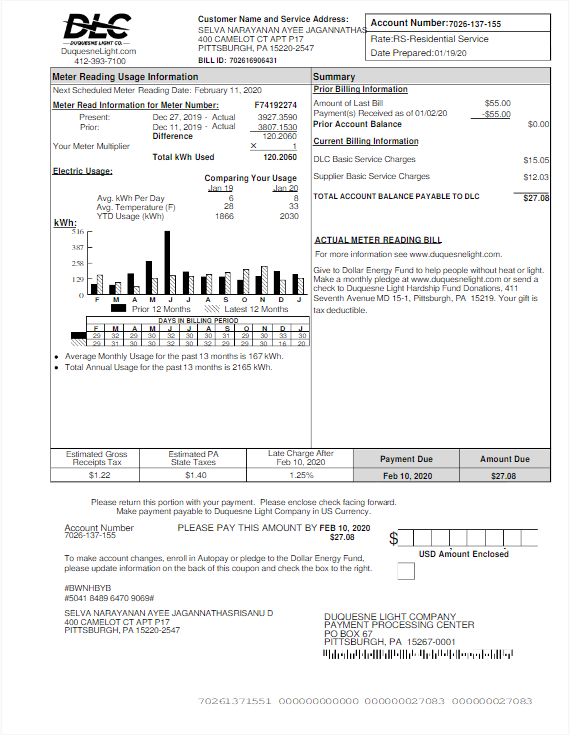 DLC
DUQUESNE LIGHT CO.
DuquesneLight.com
412-393-7100
Customer Name and Service Address:
SELVA NARAYANAN AYEE JAGANNATHAS
400 CAMELOT CT APT P17
PITTSBURGH, PA 15220-2547
BILL ID: 702616906431
Account Number:7026-137-155
Rate:RS-Residential Service
Date Prepared:01/19/20
Meter Reading Usage Information
Next Scheduled Meter Reading Date: February 11, 2020
Meter Read Information for Meter Number: F74192274
Present: Dec 27, 2019 - Actual 3927.3590
Prior: Dec 11, 2019 - Actual 3807.1530
Difference 120.2060
Your Meter Multiplier × 1
Total kWh Used 120.2060
Electric Usage:
Comparing Your Usage
Jan 19 Jan 20
Avg. kWh Per Day 6 8
Avg. Temperature (F) 28 33
YTD Usage (kWh) 1866 2030
kWh:
516
387
258
129
0
F M A M J J A S O N D J
Prior 12 Months Latest 12 Months
DAYS IN BILLING PERIOD
F M A M J J A S O N D J
29 32 29 30 32 30 31 29 30 31 33 30
29 31 30 30 32 30 30 30 29 33 16 20
• Average Monthly Usage for the past 13 months is 167 kWh.
• Total Annual Usage for the past 13 months is 2165 kWh.
Summary
Prior Billing Information
Amount of Last Bill $55.00
Payment(s) Received as of 01/02/20 -$55.00
Prior Account Balance $0.00
Current Billing Information
DLC Basic Service Charges $15.05
Supplier Basic Service Charges $12.03
TOTAL ACCOUNT BALANCE PAYABLE TO DLC $27.08
ACTUAL METER READING BILL
For more information see www.duquesnelight.com.
Give to Dollar Energy Fund to help people without heat or light.
Make a monthly pledge at www.duquesnelight.com or send a
check to Duquesne Light Hardship Fund Donations, 411
Seventh Avenue MD 15-1, Pittsburgh, PA 15219. Your gift is
tax deductible.
Estimated Gross Receipts Tax
$1.22
Estimated PA State Taxes
$1.40
Late Charge After Feb 10, 2020
1.25%
Payment Due
Feb 10, 2020
Amount Due
$27.08
Please return this portion with your payment. Please enclose check facing forward.
Make payment payable to Duquesne Light Company in US Currency.
Account Number
7026-137-155
PLEASE PAY THIS AMOUNT BY FEB 10, 2020
$27.08
$
USD Amount Enclosed
To make account changes, enroll in Autopay or pledge to the Dollar Energy Fund,
please update information on the back of this coupon and check the box to the right.
#BWNHBYB
#5041 8489 6470 9069#
SELVA NARAYANAN AYEE JAGANNATHASRISANU D
400 CAMELOT CT APT P17
PITTSBURGH, PA 15220-2547
DUQUESNE LIGHT COMPANY
PAYMENT PROCESSING CENTER
PO BOX 67
PITTSBURGH, PA 15267-0001
70261371551 000000000000 000000027083 000000027083